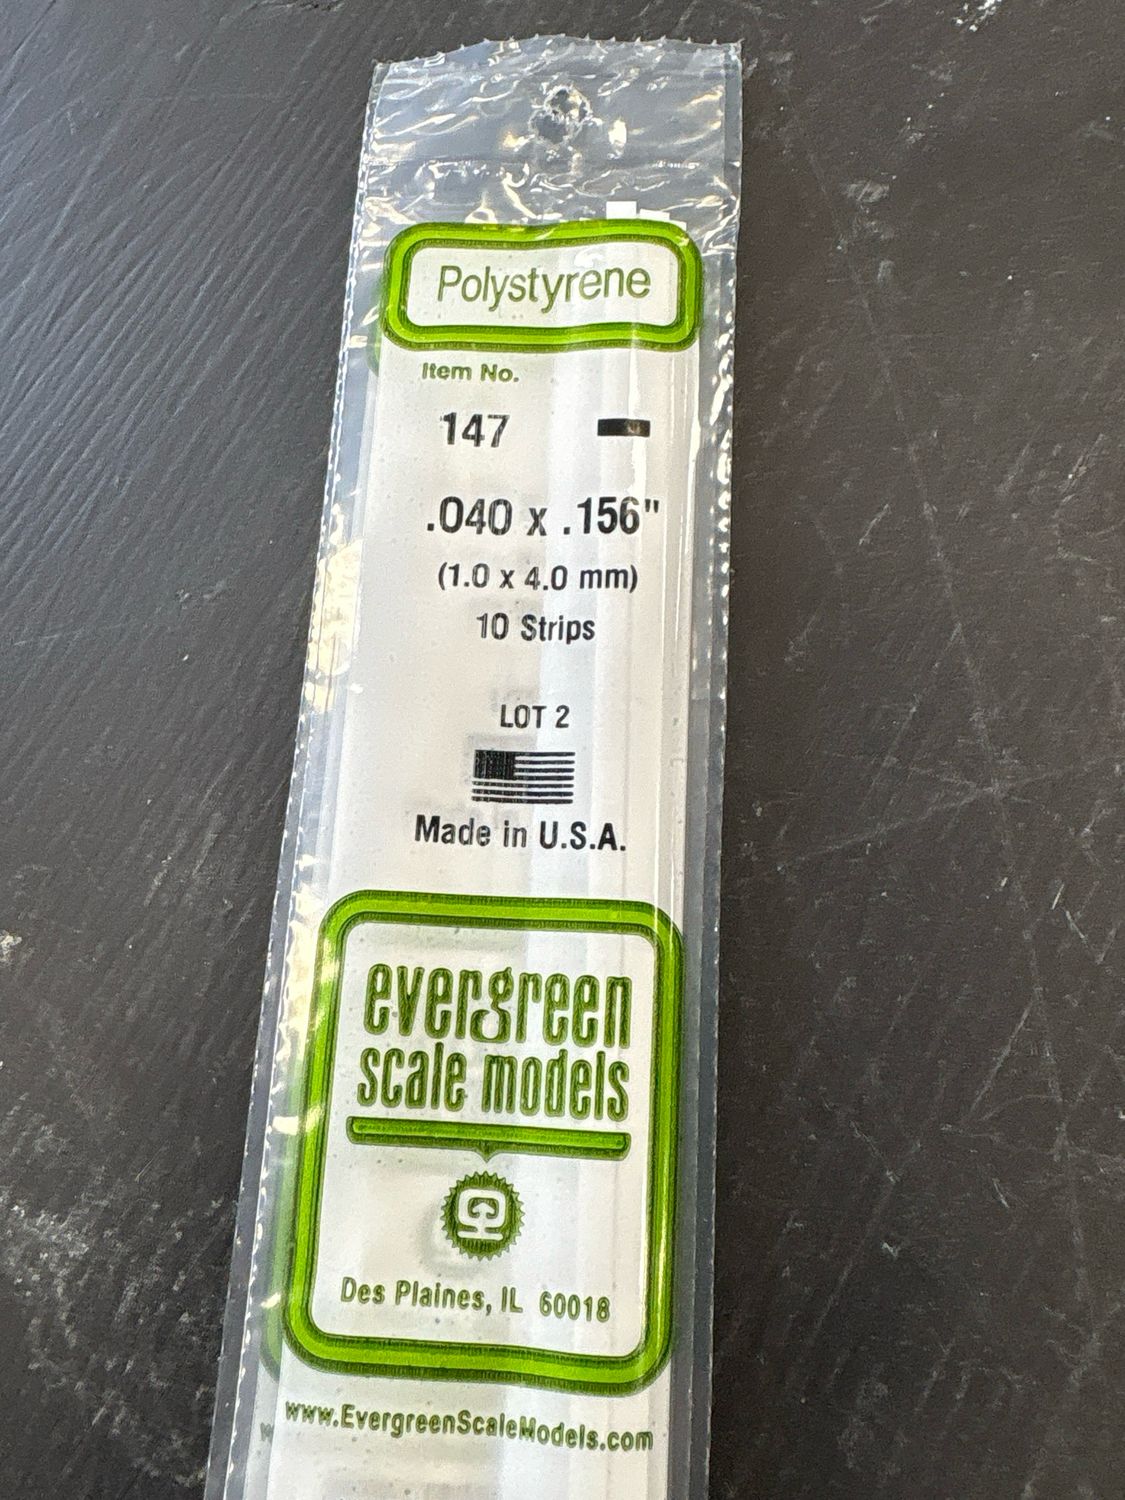 Polystyrene
Item No.
147
.040 x .156"
(1.0 x 4.0 mm)
10 Strips
LOT 2
Made in U.S.A.
evergreen
scale models
Des Plaines, IL 60018
www.EvergreenScaleModels.com